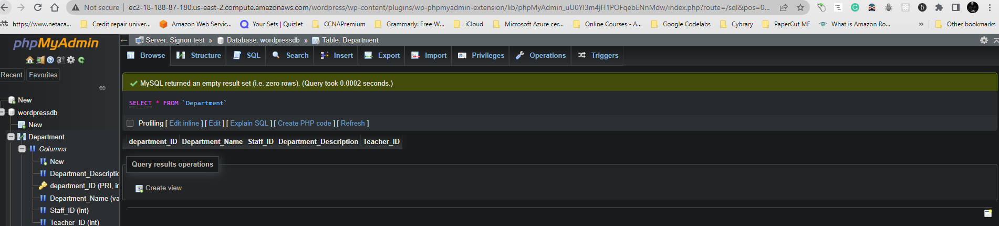 Not secure | ec2-18-188-87-180.us-east-2.compute.amazonaws.com/wordpress/wp-content/plugins/wp-phpmyadmin-extension/lib/phpMyAdmin_uU0YI3m4jH1POFqebENnMdw/index.php?route=/sql&pos=0...
https://www.netaca... Credit repair univer... Amazon Web Servic... Your Sets | Quizlet CCNAPremium Grammarly: Free W... iCloud Microsoft Azure cer... Online Courses - A... Google Codelabs Cybrary PaperCut MF What is Amazon Ro... » Other bookmarks
phpMyAdmin
Recent Favorites
New
wordpressdb
New
Department
Columns
New
Department_Descriptio
department_ID (PRI, in
Department_Name (va
Staff_ID (int)
Teacher_ID (int)
← Server: Signon test » Database: wordpressdb » Table: Department
Browse Structure SQL Search Insert Export Import Privileges Operations Triggers
MySQL returned an empty result set (i.e. zero rows). (Query took 0.0002 seconds.)
SELECT * FROM `Department`
Profiling [ Edit inline ] [ Edit ] [ Explain SQL ] [ Create PHP code ] [ Refresh ]
department_ID Department_Name Staff_ID Department_Description Teacher_ID
Query results operations
Create view